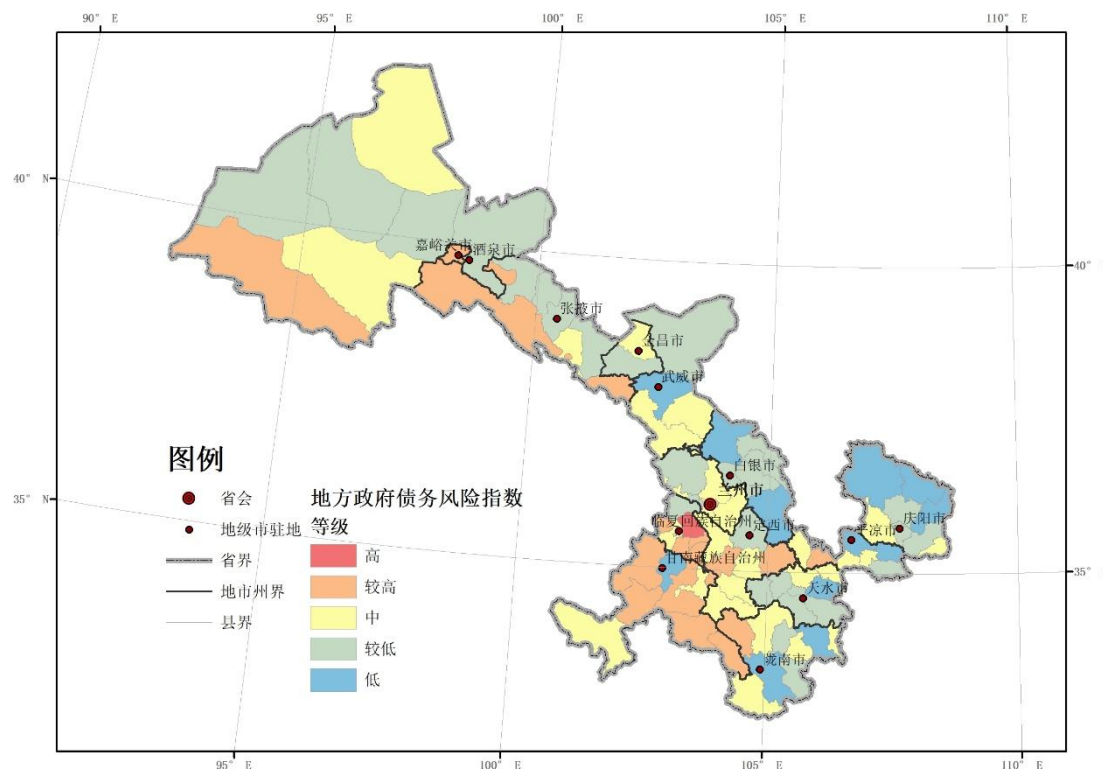 90° E
95° E
100° E
105° E
110° E
40° N
40° N
嘉峪关市
酒泉市
张掖市
金昌市
武威市
白银市
兰州市
临夏回族自治州
定西市
平凉市
庆阳市
甘南藏族自治州
天水市
陇南市
35° N
35° N
图例
省会
地级市驻地
省界
地市州界
县界
地方政府债务风险指数
等级
高
较高
中
较低
低
95° E
100° E
105° E
110° E